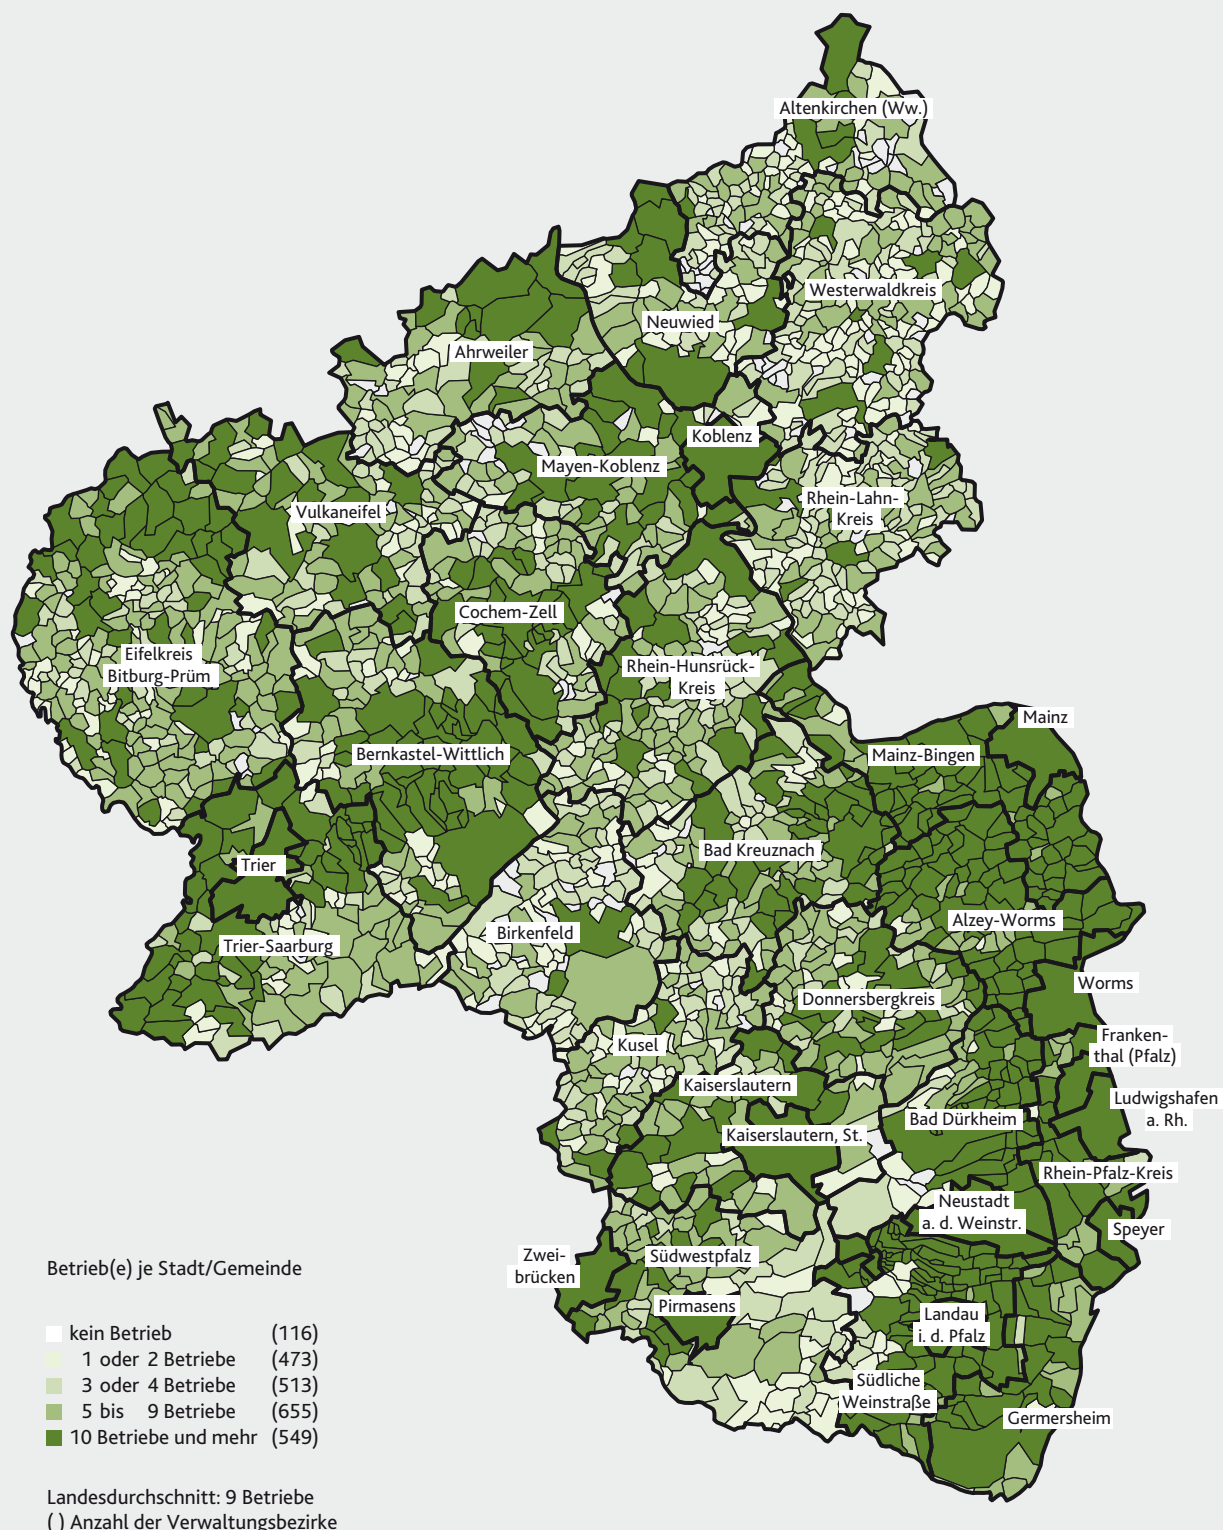 Altenkirchen (Ww.)
Westerwaldkreis
Neuwied
Ahrweiler
Koblenz
Mayen-Koblenz
Rhein-Lahn-
Kreis
Vulkaneifel
Cochem-Zell
Eifelkreis
Bitburg-Prüm
Rhein-Hunsrück-
Kreis
Mainz
Mainz-Bingen
Bernkastel-Wittlich
Bad Kreuznach
Trier
Alzey-Worms
Birkenfeld
Trier-Saarburg
Worms
Donnersbergkreis
Franken-
thal (Pfalz)
Kusel
Kaiserslautern
Ludwigshafen
a. Rh.
Bad Dürkheim
Kaiserslautern, St.
Rhein-Pfalz-Kreis
Neustadt
a. d. Weinstr.
Speyer
Zwei-
brücken
Südwestpfalz
Pirmasens
Landau
i. d. Pfalz
Südliche
Weinstraße
Germersheim
Betrieb(e) je Stadt/Gemeinde
kein Betrieb (116)
1 oder 2 Betriebe (473)
3 oder 4 Betriebe (513)
5 bis 9 Betriebe (655)
10 Betriebe und mehr (549)
Landesdurchschnitt: 9 Betriebe
( ) Anzahl der Verwaltungsbezirke